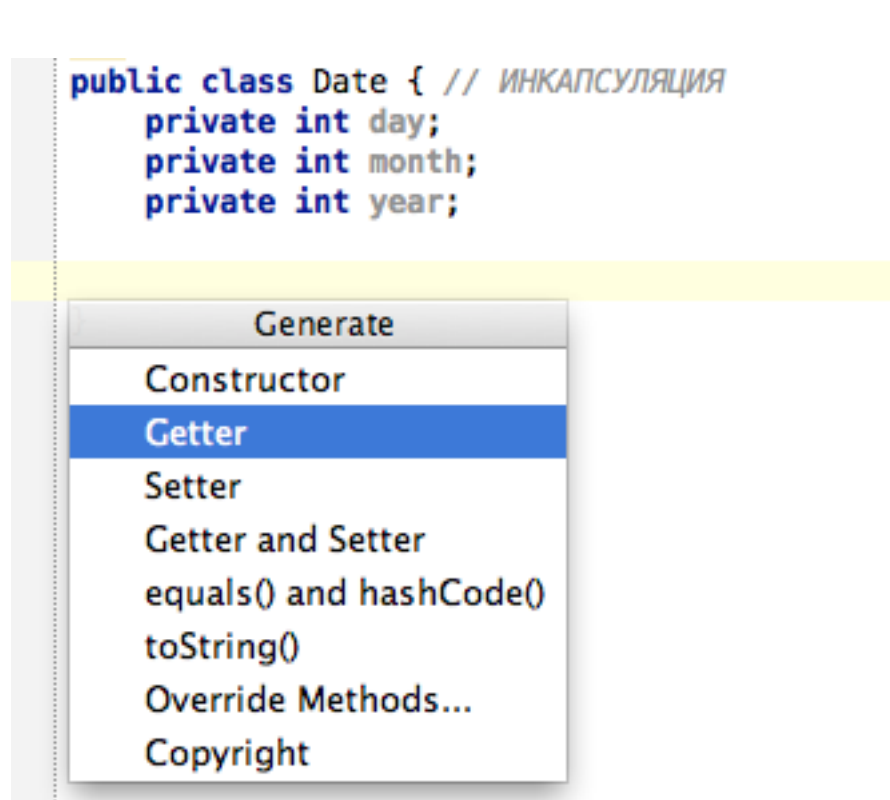 public class Date { // ИНКАПСУЛЯЦИЯ
private int day;
private int month;
private int year;
Generate
Constructor
Getter
Setter
Getter and Setter
equals() and hashCode()
toString()
Override Methods...
Copyright